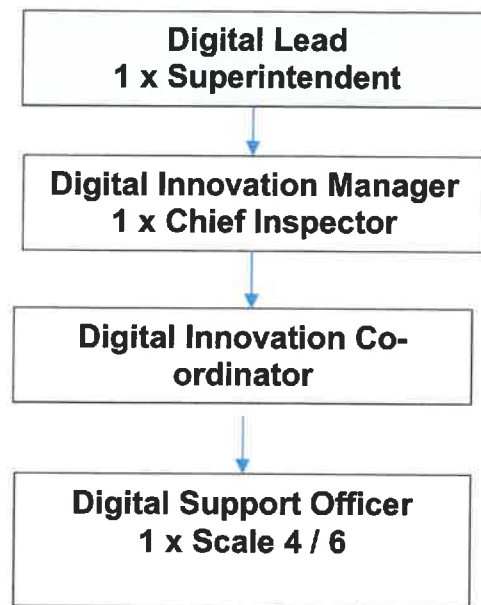 Digital Lead
1 x Superintendent
Digital Innovation Manager
1 x Chief Inspector
Digital Innovation Co-
ordinator
Digital Support Officer
1 x Scale 4 / 6